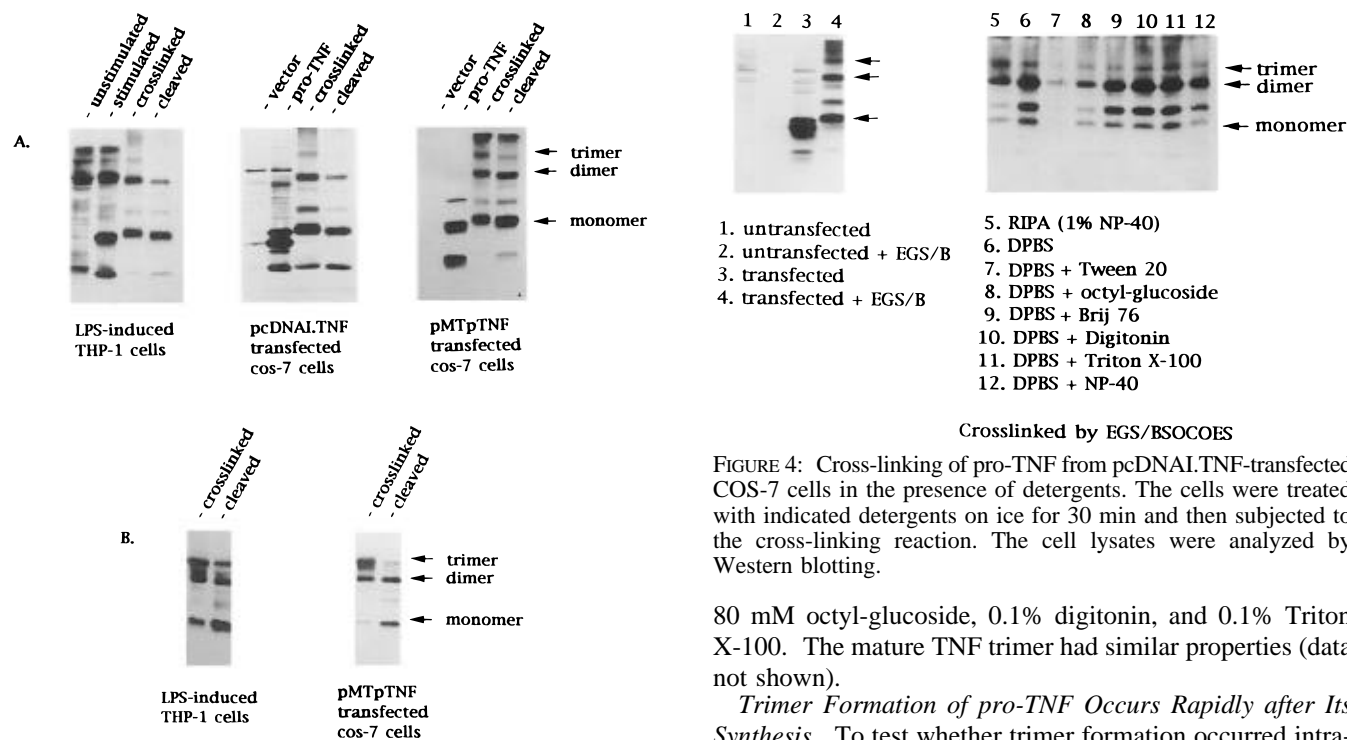 - unstimulated
- stimulated
- crosslinked
- cleaved
- vector
- pro-TNF
- crosslinked
- cleaved
- vector
- pro-TNF
- crosslinked
- cleaved
A.
trimer
dimer
monomer
LPS-induced
THP-1 cells
pcDNAI.TNF
transfected
cos-7 cells
pMTpTNF
transfected
cos-7 cells
- crosslinked
- cleaved
- crosslinked
- cleaved
B.
trimer
dimer
monomer
LPS-induced
THP-1 cells
pMTpTNF
transfected
cos-7 cells
1 2 3 4
5 6 7 8 9 10 11 12
trimer
dimer
monomer
1. untransfected
2. untransfected + EGS/B
3. transfected
4. transfected + EGS/B
5. RIPA (1% NP-40)
6. DPBS
7. DPBS + Tween 20
8. DPBS + octyl-glucoside
9. DPBS + Brij 76
10. DPBS + Digitonin
11. DPBS + Triton X-100
12. DPBS + NP-40
Crosslinked by EGS/BSOCOES
FIGURE 4: Cross-linking of pro-TNF from pcDNAI.TNF-transfected
COS-7 cells in the presence of detergents. The cells were treated
with indicated detergents on ice for 30 min and then subjected to
the cross-linking reaction. The cell lysates were analyzed by
Western blotting.
80 mM octyl-glucoside, 0.1% digitonin, and 0.1% Triton
X-100. The mature TNF trimer had similar properties (data
not shown).
Trimer Formation of pro-TNF Occurs Rapidly after Its
Synthesis. To test whether trimer formation occurred intra-